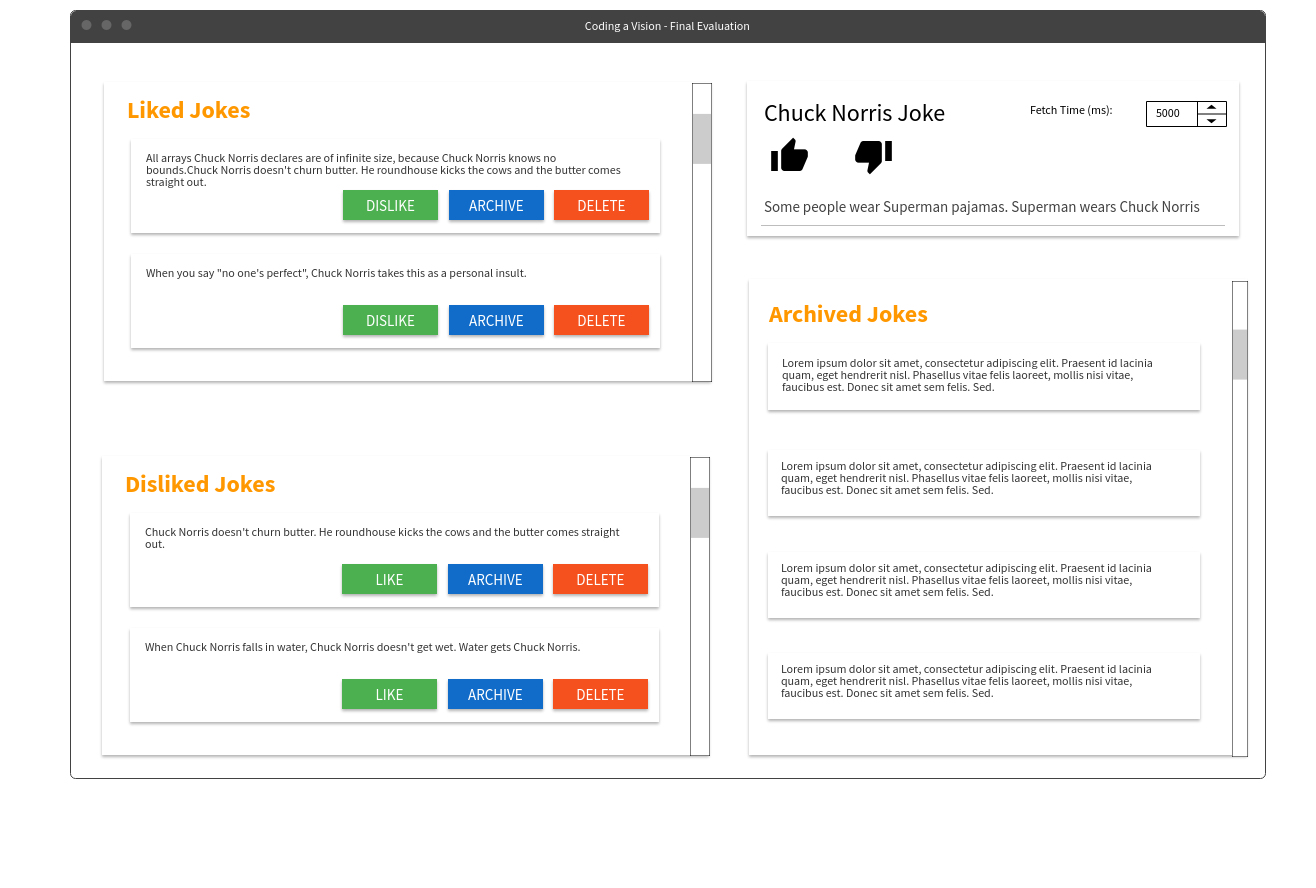 Coding a Vision - Final Evaluation
Liked Jokes
All arrays Chuck Norris declares are of infinite size, because Chuck Norris knows no
bounds.Chuck Norris doesn't churn butter. He roundhouse kicks the cows and the butter comes
straight out.
DISLIKE
ARCHIVE
DELETE
When you say "no one's perfect", Chuck Norris takes this as a personal insult.
DISLIKE
ARCHIVE
DELETE
Disliked Jokes
Chuck Norris doesn't churn butter. He roundhouse kicks the cows and the butter comes straight
out.
LIKE
ARCHIVE
DELETE
When Chuck Norris falls in water, Chuck Norris doesn't get wet. Water gets Chuck Norris.
LIKE
ARCHIVE
DELETE
Chuck Norris Joke
Fetch Time (ms):
5000
Some people wear Superman pajamas. Superman wears Chuck Norris
Archived Jokes
Lorem ipsum dolor sit amet, consectetur adipiscing elit. Praesent id lacinia
quam, eget hendrerit nisl. Phasellus vitae felis laoreet, mollis nisi vitae,
faucibus est. Donec sit amet sem felis. Sed.
Lorem ipsum dolor sit amet, consectetur adipiscing elit. Praesent id lacinia
quam, eget hendrerit nisl. Phasellus vitae felis laoreet, mollis nisi vitae,
faucibus est. Donec sit amet sem felis. Sed.
Lorem ipsum dolor sit amet, consectetur adipiscing elit. Praesent id lacinia
quam, eget hendrerit nisl. Phasellus vitae felis laoreet, mollis nisi vitae,
faucibus est. Donec sit amet sem felis. Sed.
Lorem ipsum dolor sit amet, consectetur adipiscing elit. Praesent id lacinia
quam, eget hendrerit nisl. Phasellus vitae felis laoreet, mollis nisi vitae,
faucibus est. Donec sit amet sem felis. Sed.